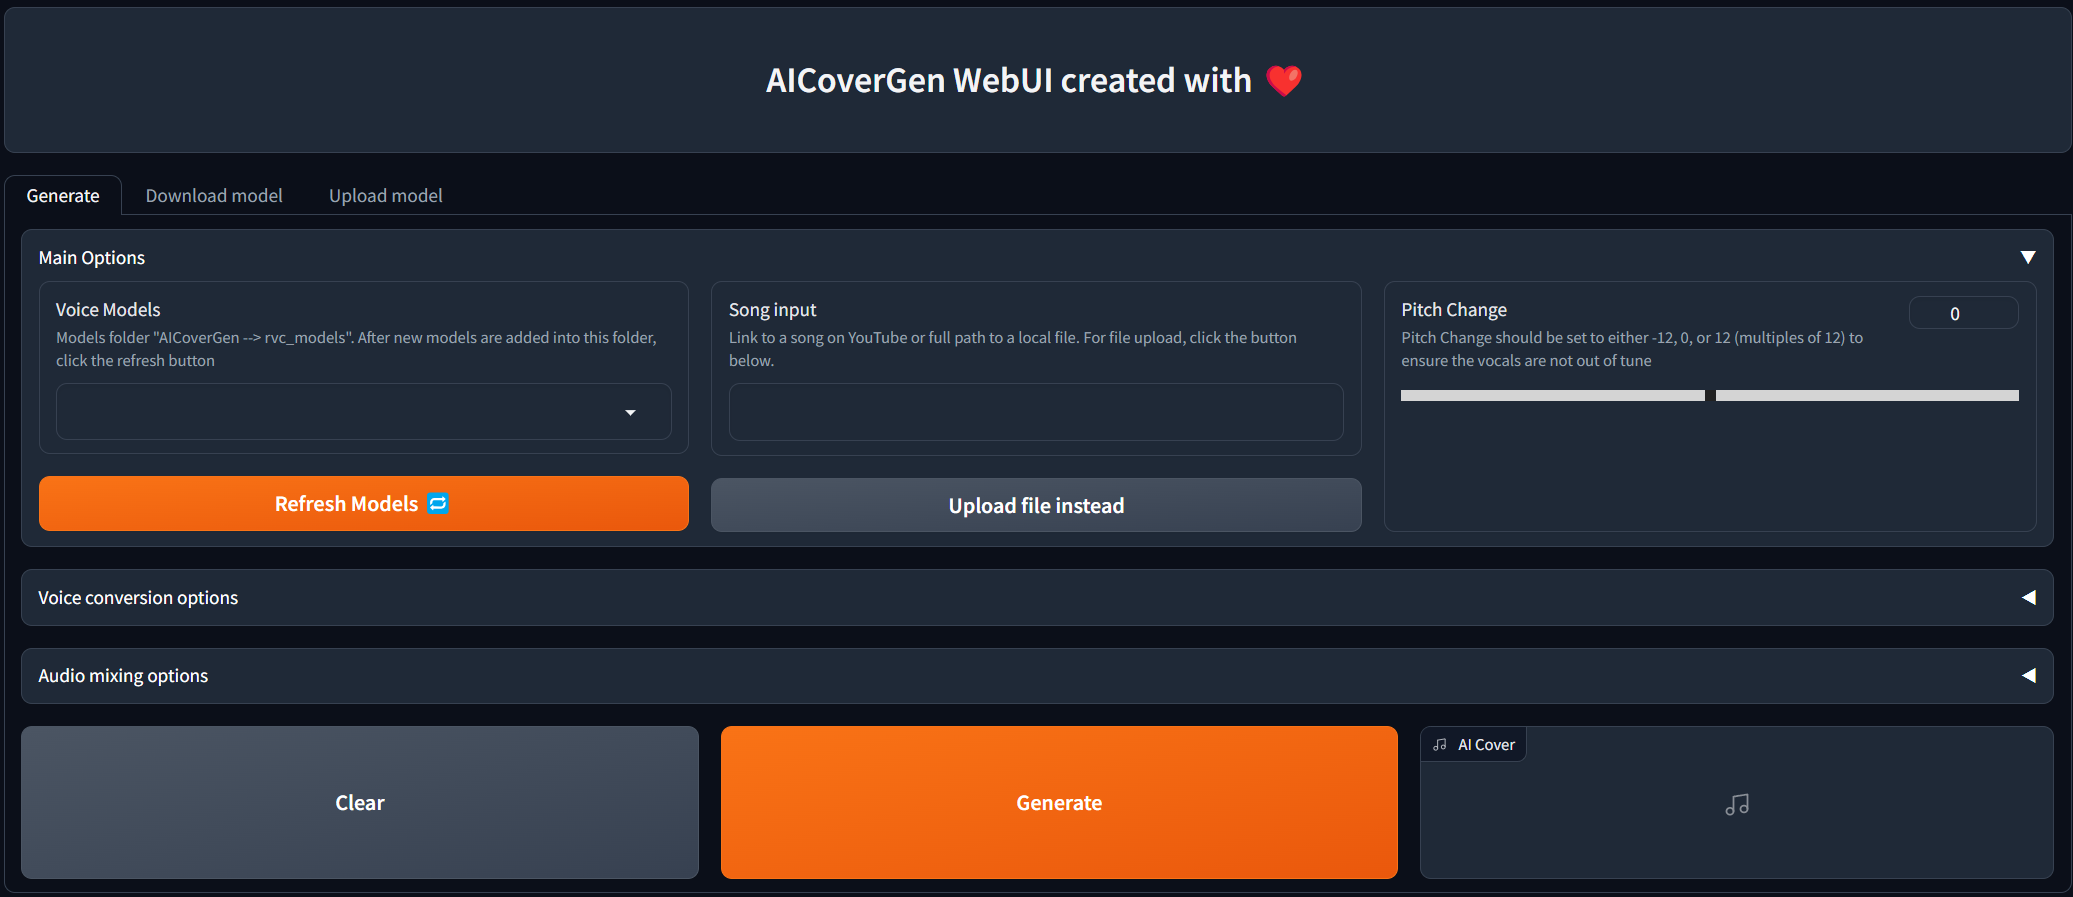 AICoverGen WebUI created with ❤️
Generate
Download model
Upload model
Main Options
Voice Models
Models folder "AICoverGen --> rvc_models". After new models are added into this folder,
click the refresh button
Refresh Models 🔁
Song input
Link to a song on YouTube or full path to a local file. For file upload, click the button
below.
Upload file instead
Pitch Change
0
Pitch Change should be set to either -12, 0, or 12 (multiples of 12) to
ensure the vocals are not out of tune
Voice conversion options
Audio mixing options
Clear
Generate
AI Cover